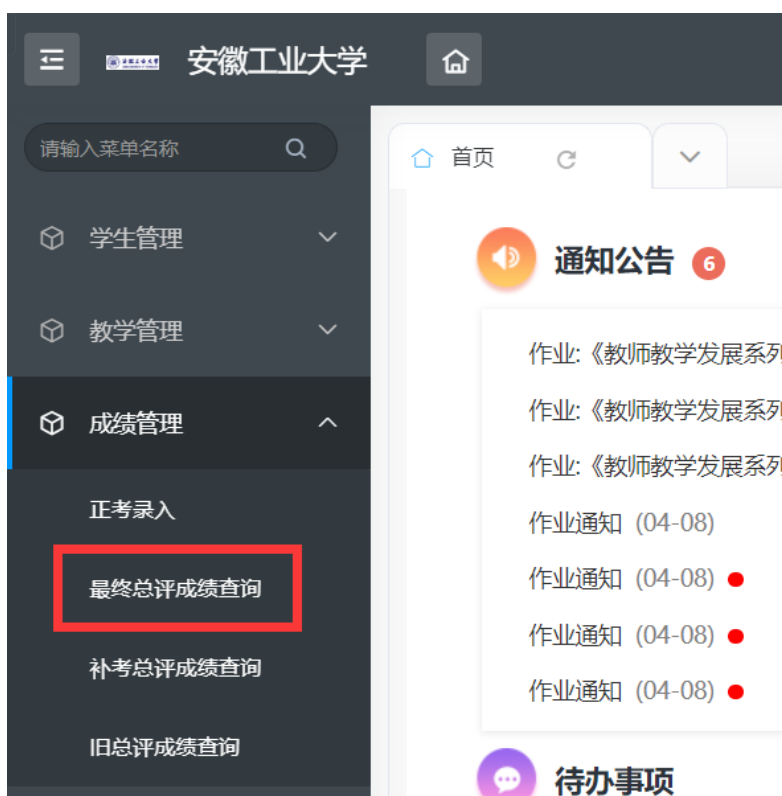 安徽工业大学
请输入菜单名称
首页
学生管理
通知公告 6
教学管理
作业:《教师教学发展系列
作业:《教师教学发展系列
成绩管理
作业:《教师教学发展系列
正考录入
作业通知 (04-08)
最终总评成绩查询
作业通知 (04-08)
作业通知 (04-08)
补考总评成绩查询
作业通知 (04-08)
旧总评成绩查询
待办事项